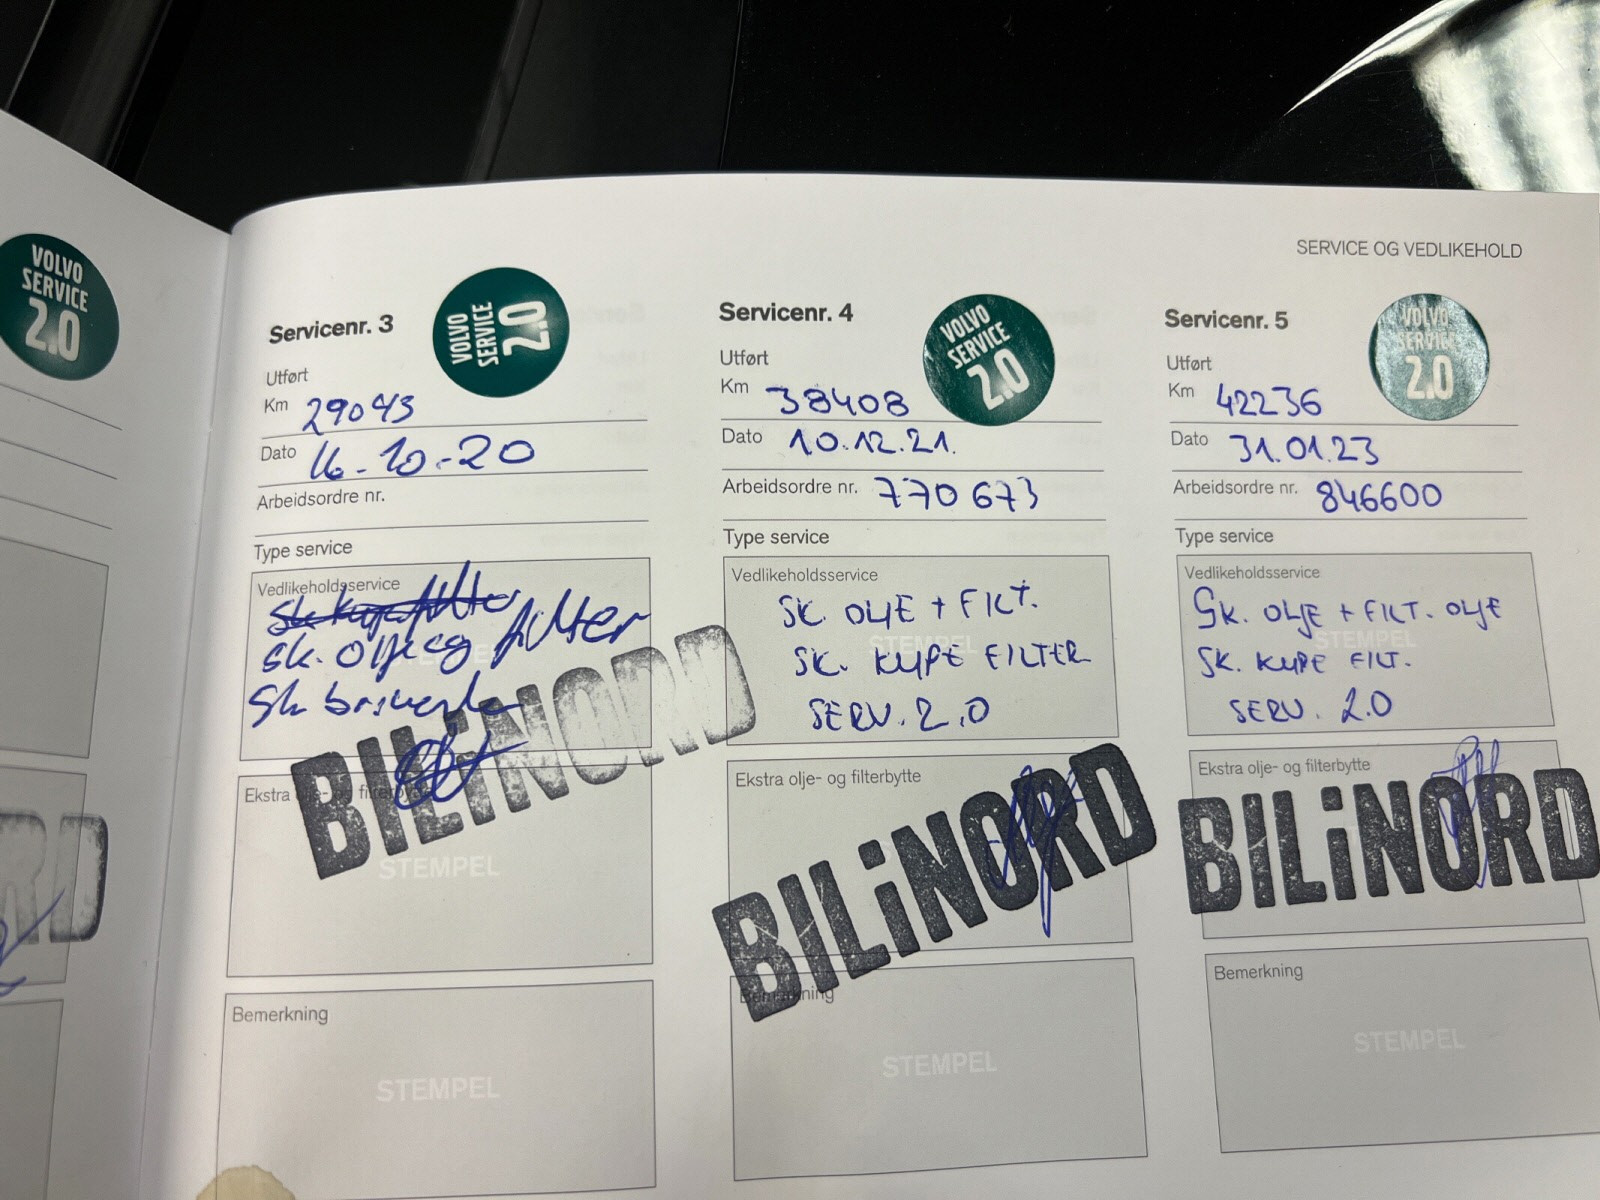 VOLVO
SERVICE
2.0
SERVICE OG VEDLIKEHOLD
Servicenr. 3
VOLVO
SERVICE
2.0
Utført
Km 29043
Dato 16-10-20
Arbeidsordre nr.
Type service
Vedlikeholdsservice
sk. olje og filter
Sk
BILiNORD
Ekstra olje- og filterbytte
STEMPEL
Bemerkning
STEMPEL
Servicenr. 4
VOLVO
SERVICE
2.0
Utført
Km 38408
Dato 10.12.21.
Arbeidsordre nr. 770673
Type service
Vedlikeholdsservice
SK. OLJE + FILT.
STEMPEL
SK. KUPE FILTER
SERV. 2.0
Ekstra olje- og filterbytte
BILiNORD
Bemerkning
STEMPEL
Servicenr. 5
VOLVO
SERVICE
2.0
Utført
Km 42236
Dato 31.01.23
Arbeidsordre nr. 846600
Type service
Vedlikeholdsservice
SK. OLJE + FILT. OLJE
STEMPEL
SK. KUPE FILT.
SERV. 2.0
Ekstra olje- og filterbytte
BILiNORD
Bemerkning
STEMPEL